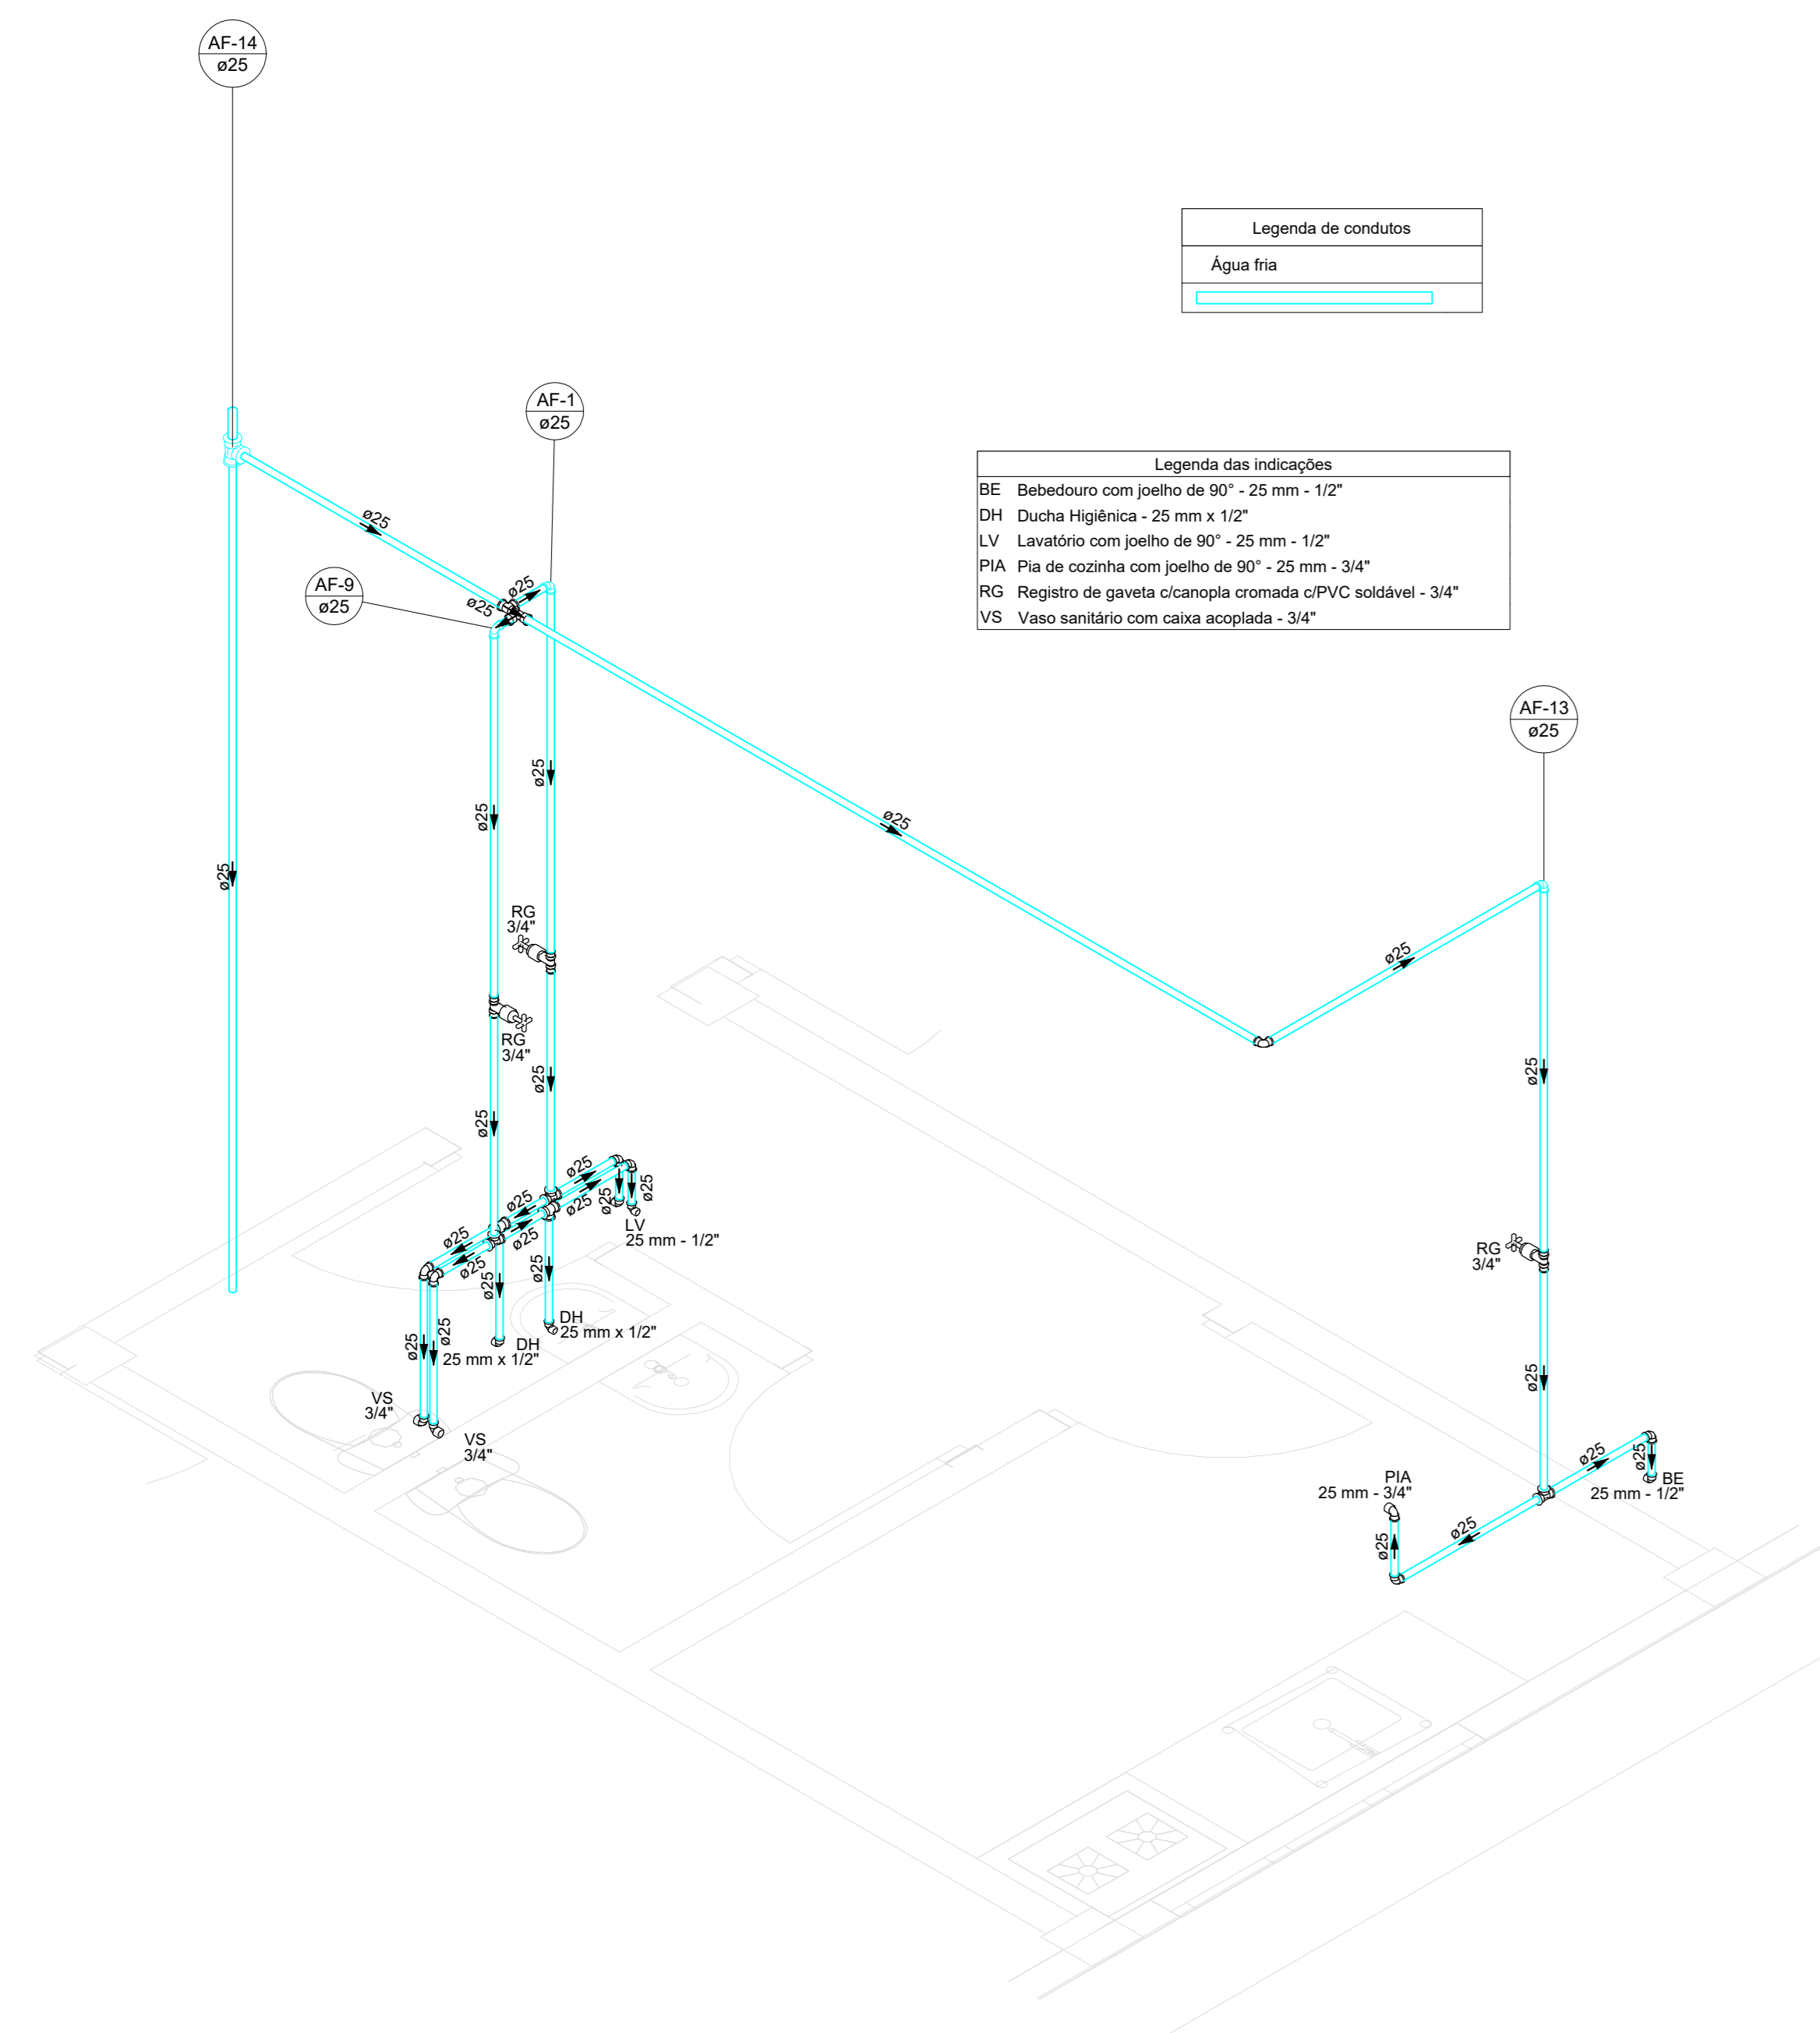 AF-14
ø25
Legenda de condutos
Água fria
AF-1
ø25
Legenda das indicações
BE Bebedouro com joelho de 90° - 25 mm - 1/2"
DH Ducha Higiênica - 25 mm x 1/2"
LV Lavatório com joelho de 90° - 25 mm - 1/2"
PIA Pia de cozinha com joelho de 90° - 25 mm - 3/4"
RG Registro de gaveta c/canopla cromada c/PVC soldável - 3/4"
VS Vaso sanitário com caixa acoplada - 3/4"
ø25
AF-9
ø25
ø25
ø25
AF-13
ø25
ø25
ø25
ø25
ø25
RG
3/4"
ø25
RG
3/4"
ø25
ø25
ø25
ø25
ø25
ø25
ø25
ø25
ø25
LV
25 mm - 1/2"
ø25
ø25
ø25
RG
3/4"
ø25
ø25
DH
25 mm x 1/2"
ø25
ø25
DH
25 mm x 1/2"
ø25
VS
3/4"
VS
3/4"
ø25
ø25
PIA
25 mm - 3/4"
BE
25 mm - 1/2"
ø25
ø25